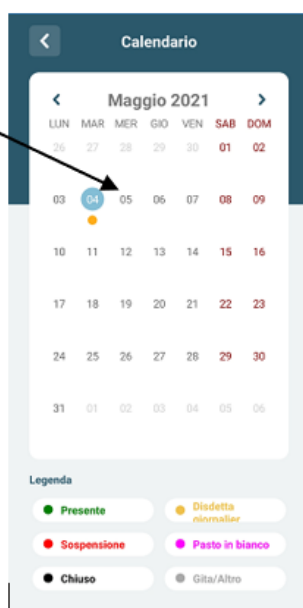 Calendario
Maggio 2021
LUN MAR MER GIO VEN SAB DOM
26 27 28 29 30 01 02
03 04 05 06 07 08 09
10 11 12 13 14 15 16
17 18 19 20 21 22 23
24 25 26 27 28 29 30
31 01 02 03 04 05 06
Legenda
Presente
Disdetta
giornalier
Sospensione
Pasto in bianco
Chiuso
Gita/Altro